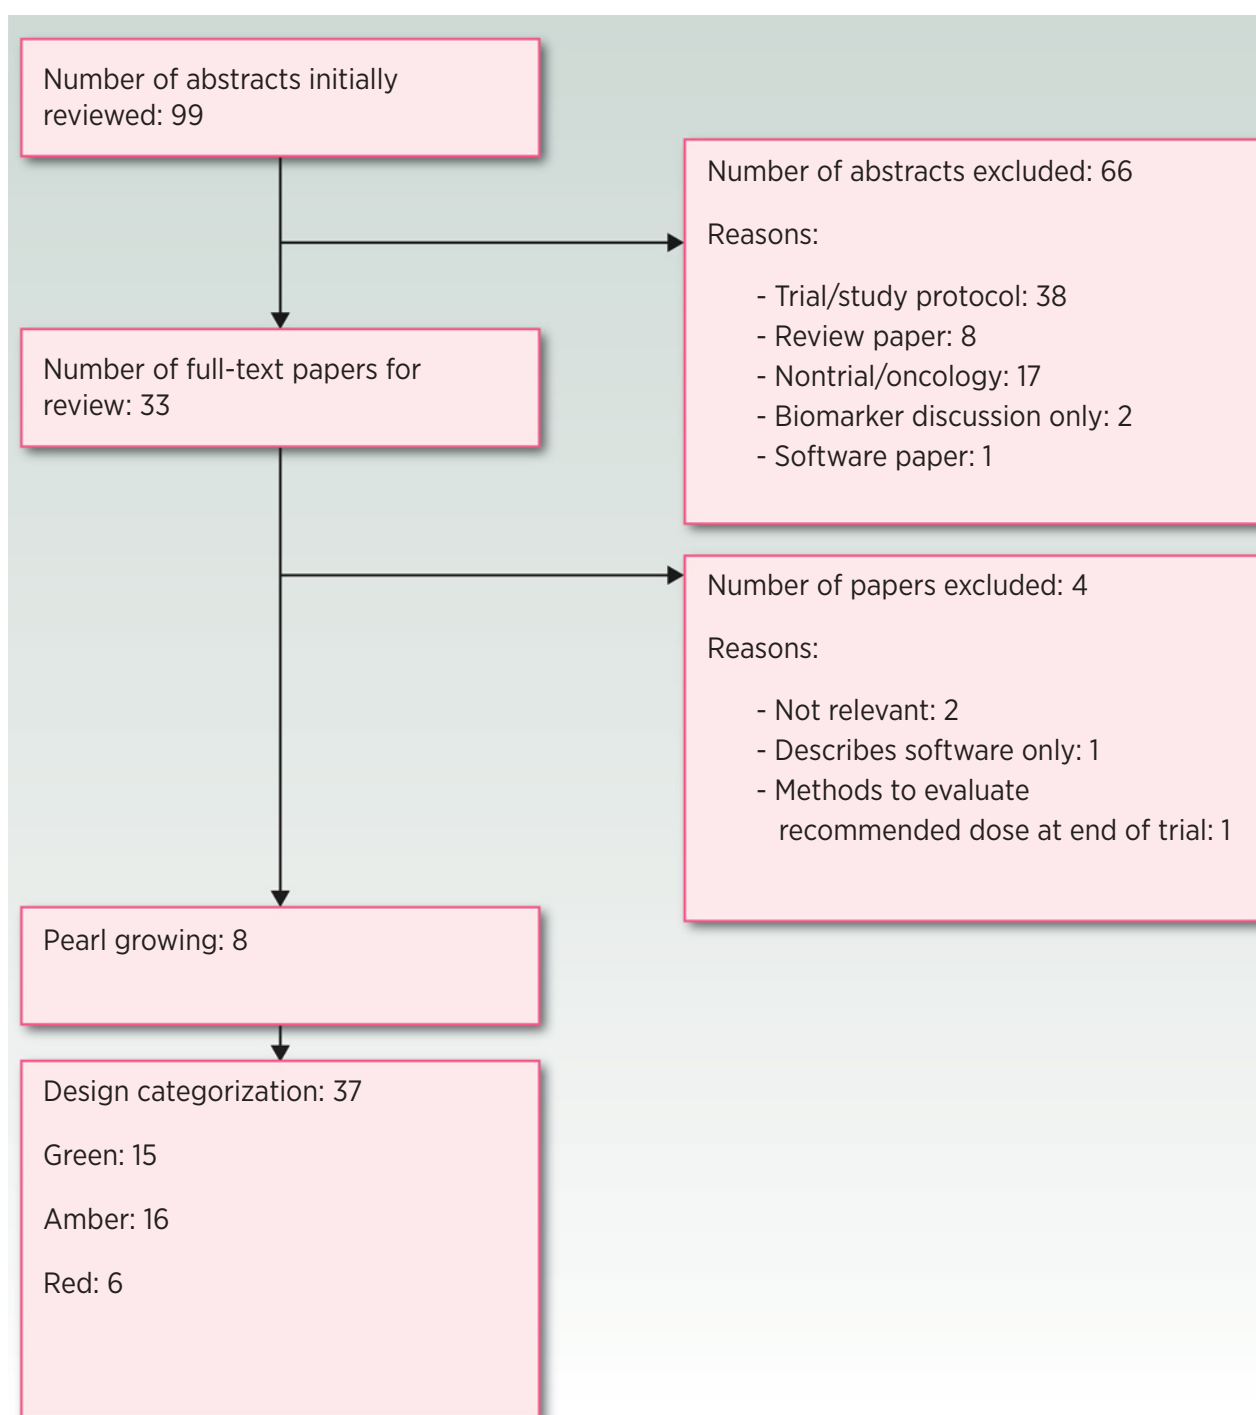 Number of abstracts initially
reviewed: 99
Number of abstracts excluded: 66
Reasons:
- Trial/study protocol: 38
- Review paper: 8
- Nontrial/oncology: 17
- Biomarker discussion only: 2
- Software paper: 1
Number of full-text papers for
review: 33
Number of papers excluded: 4
Reasons:
- Not relevant: 2
- Describes software only: 1
- Methods to evaluate
recommended dose at end of trial: 1
Pearl growing: 8
Design categorization: 37
Green: 15
Amber: 16
Red: 6